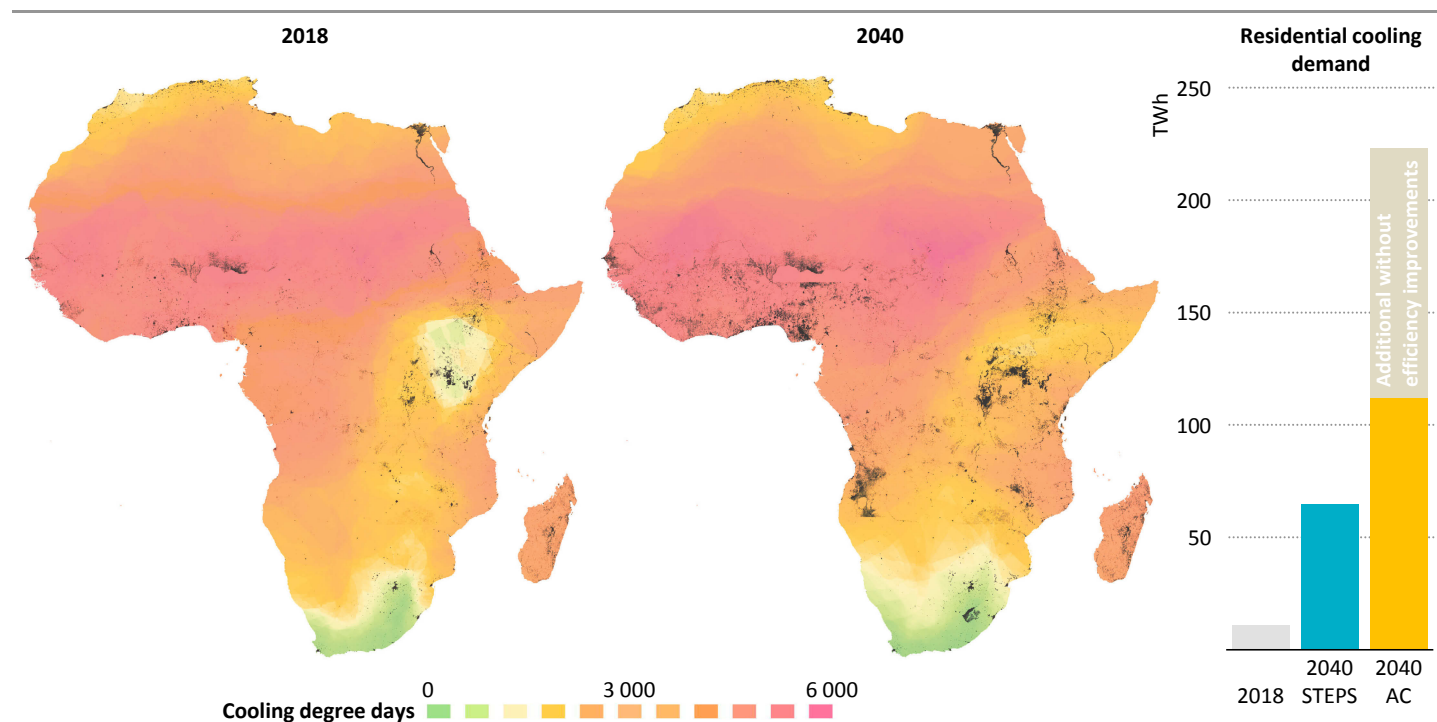 2018
2040
Residential cooling
demand
TWh
250
200
150
100
50
Additional without
efficiency improvements
2018
2040
STEPS
2040
AC
Cooling degree days
0
3 000
6 000